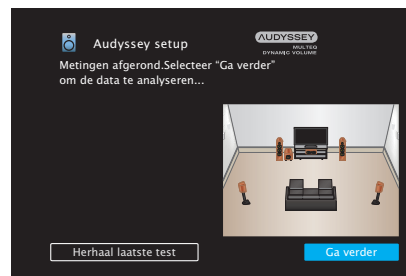 Audyssey setup
AUDYSSEY
MULTEQ
DYNAMIC VOLUME
Metingen afgerond.Selecteer “Ga verder”
om de data te analyseren...
Herhaal laatste test
Ga verder